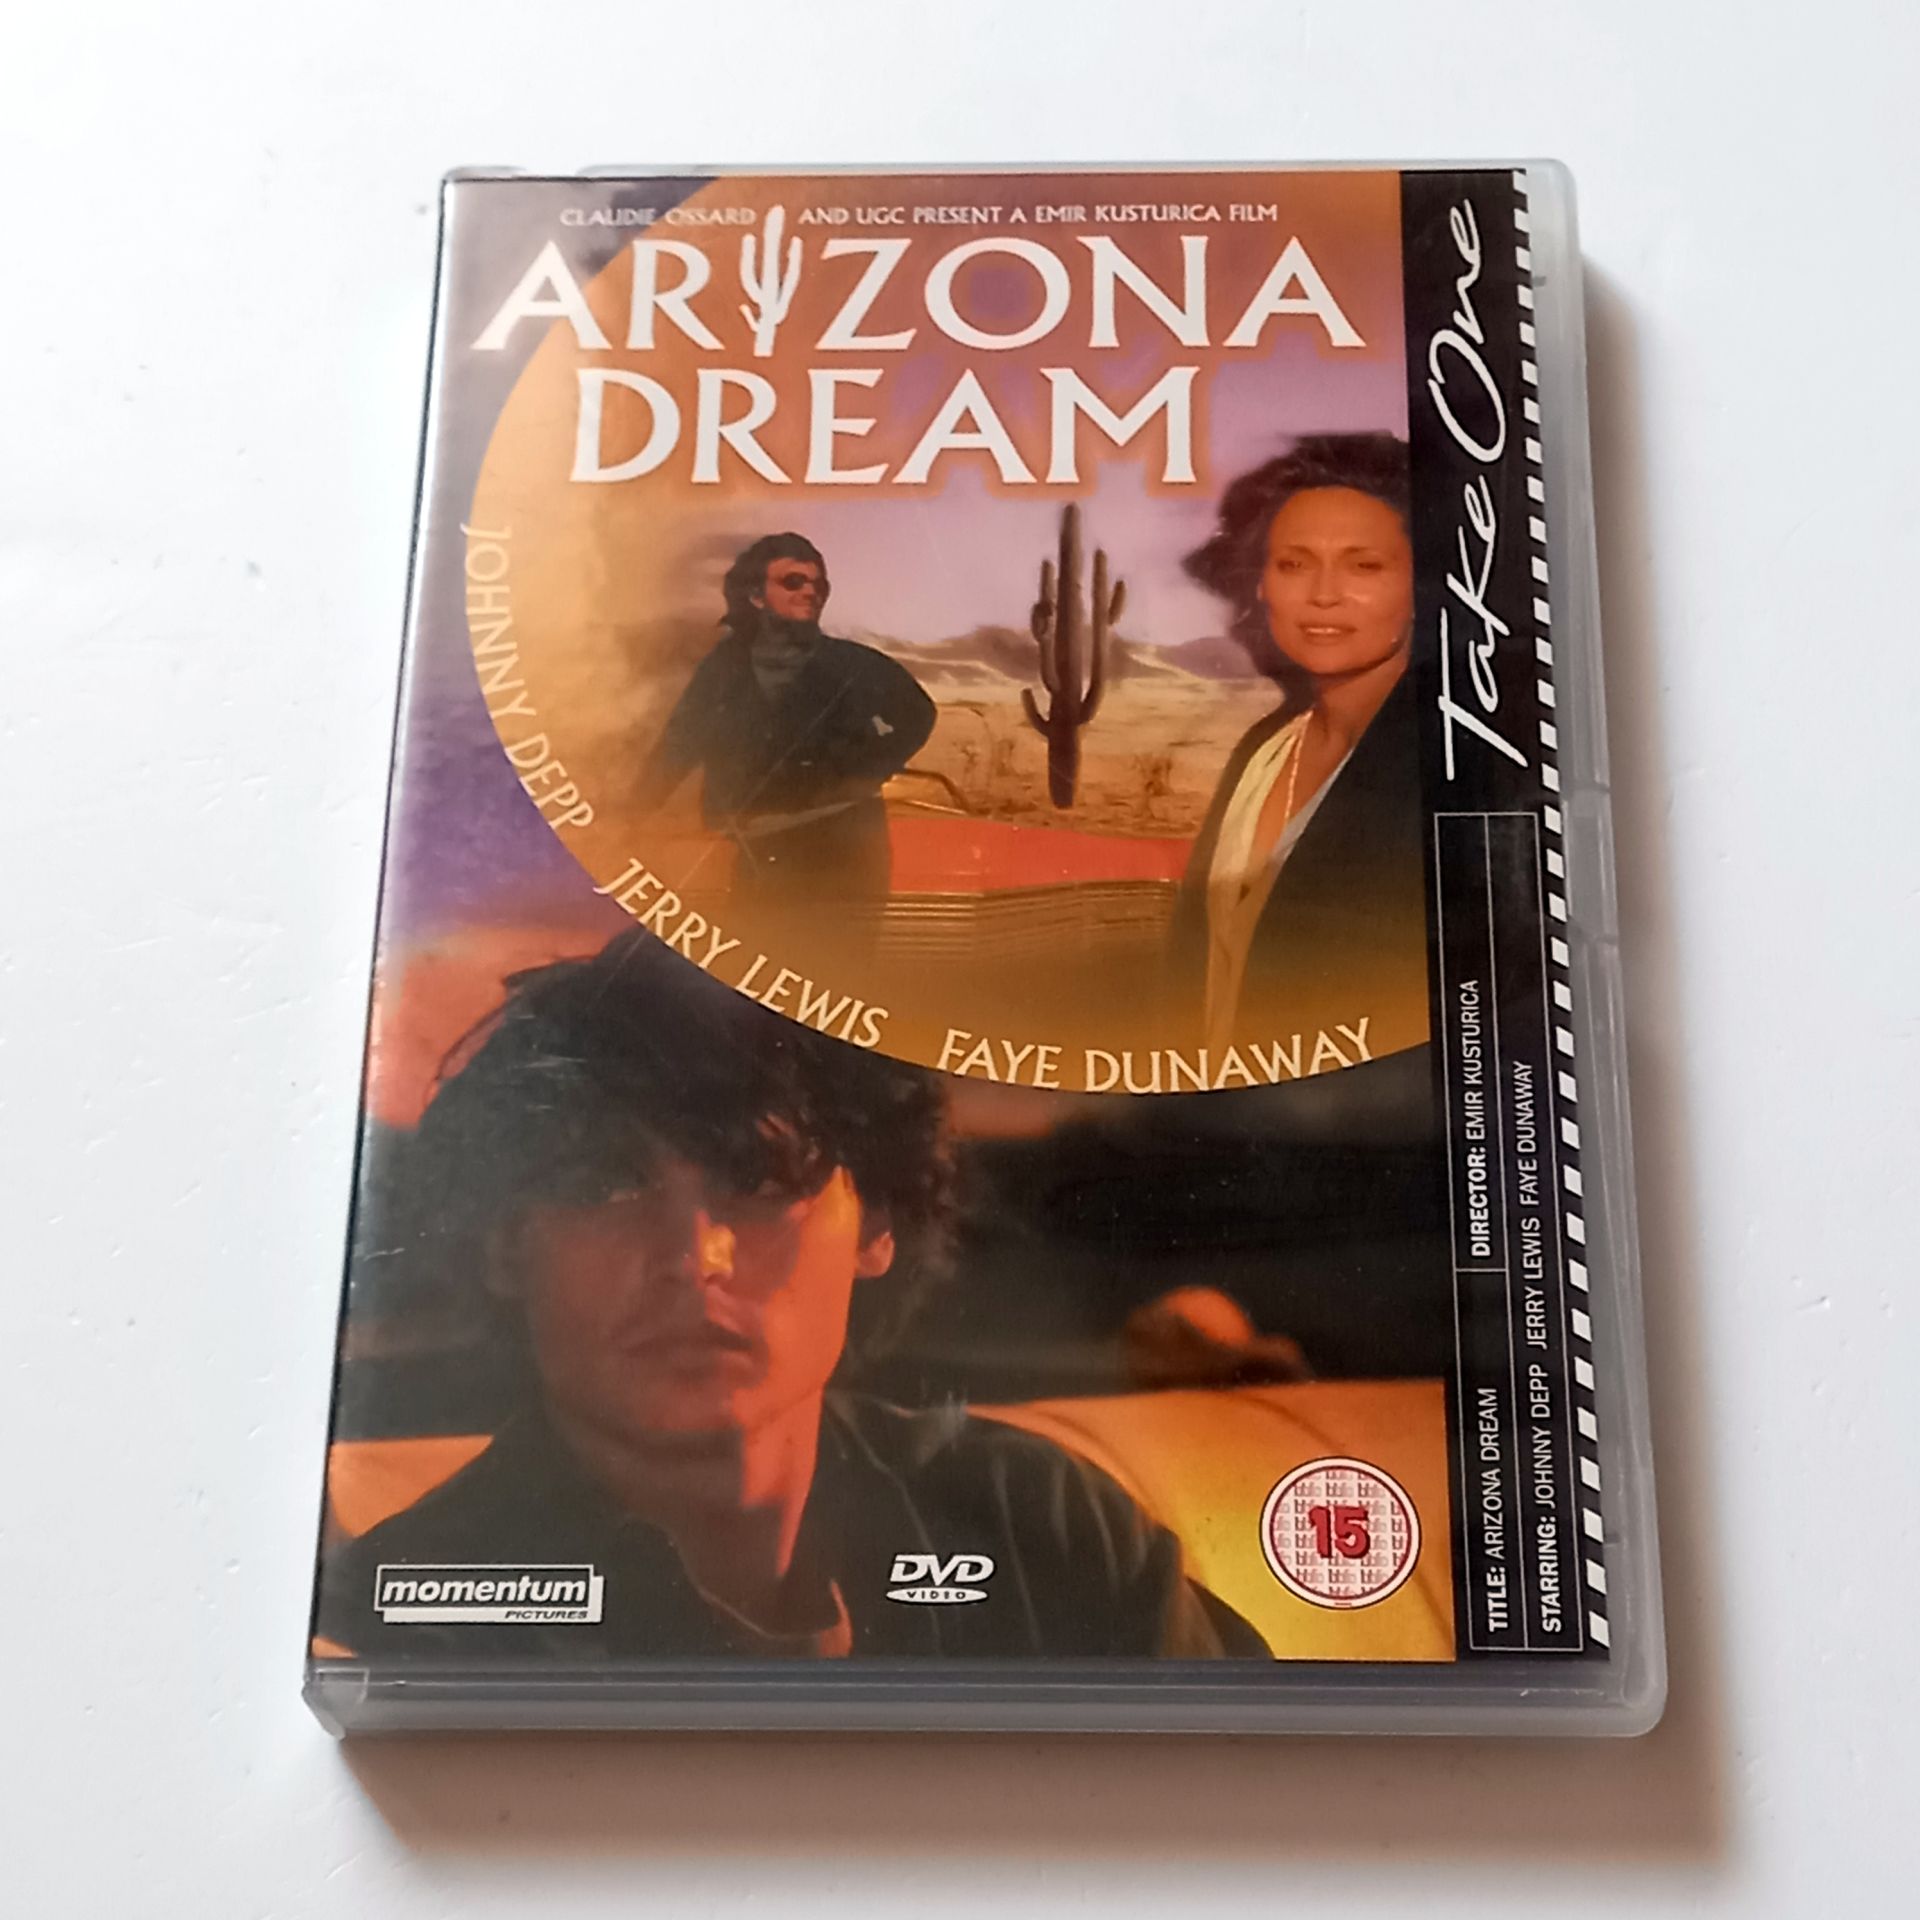 CLAUDIE OSSARD AND UGC PRESENT A EMIR KUSTURICA FILM
ARIZONA
DREAM
JOHNNY DEPP JERRY LEWIS FAYE DUNAWAY
Take One
TITLE: ARIZONA DREAM DIRECTOR: EMIR KUSTURICA
STARRING: JOHNNY DEPP JERRY LEWIS FAYE DUNAWAY
momentum
PICTURES
DVD
VIDEO
15